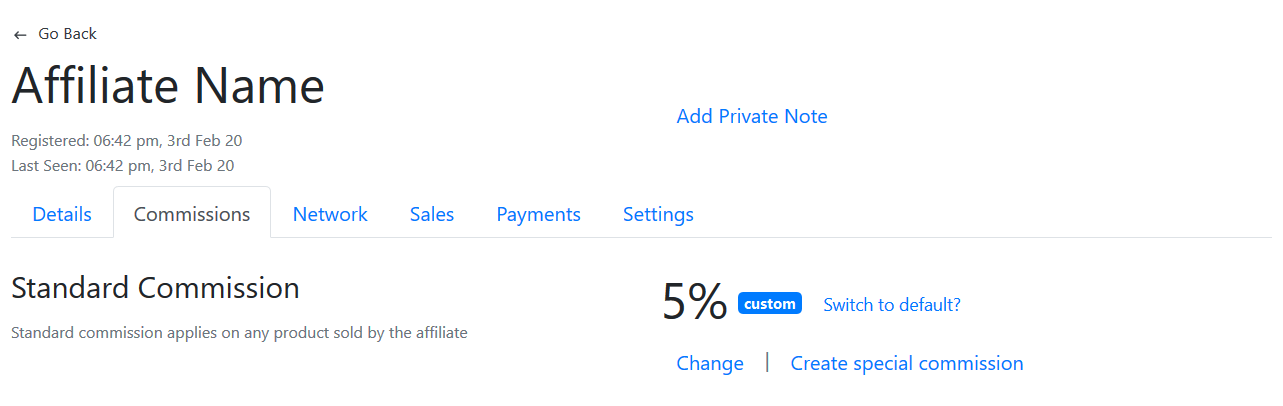 ← Go Back
Affiliate Name
Add Private Note
Registered: 06:42 pm, 3rd Feb 20
Last Seen: 06:42 pm, 3rd Feb 20
Details Commissions Network Sales Payments Settings
Standard Commission
5% custom Switch to default?
Standard commission applies on any product sold by the affiliate
Change | Create special commission